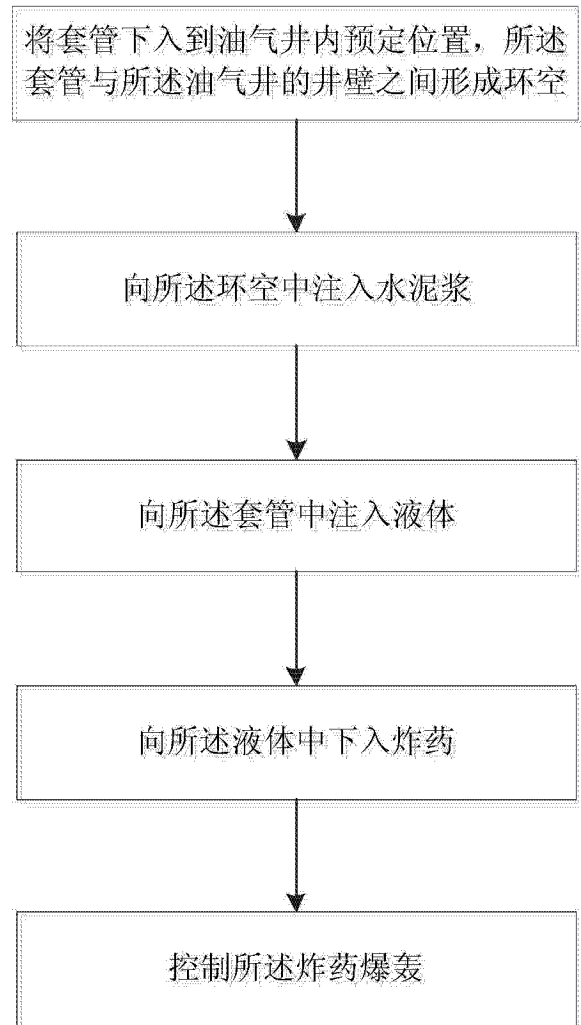 将套管下入到油气井内预定位置，所述
套管与所述油气井的井壁之间形成环空
向所述环空中注入水泥浆
向所述套管中注入液体
向所述液体中下入炸药
控制所述炸药爆轰